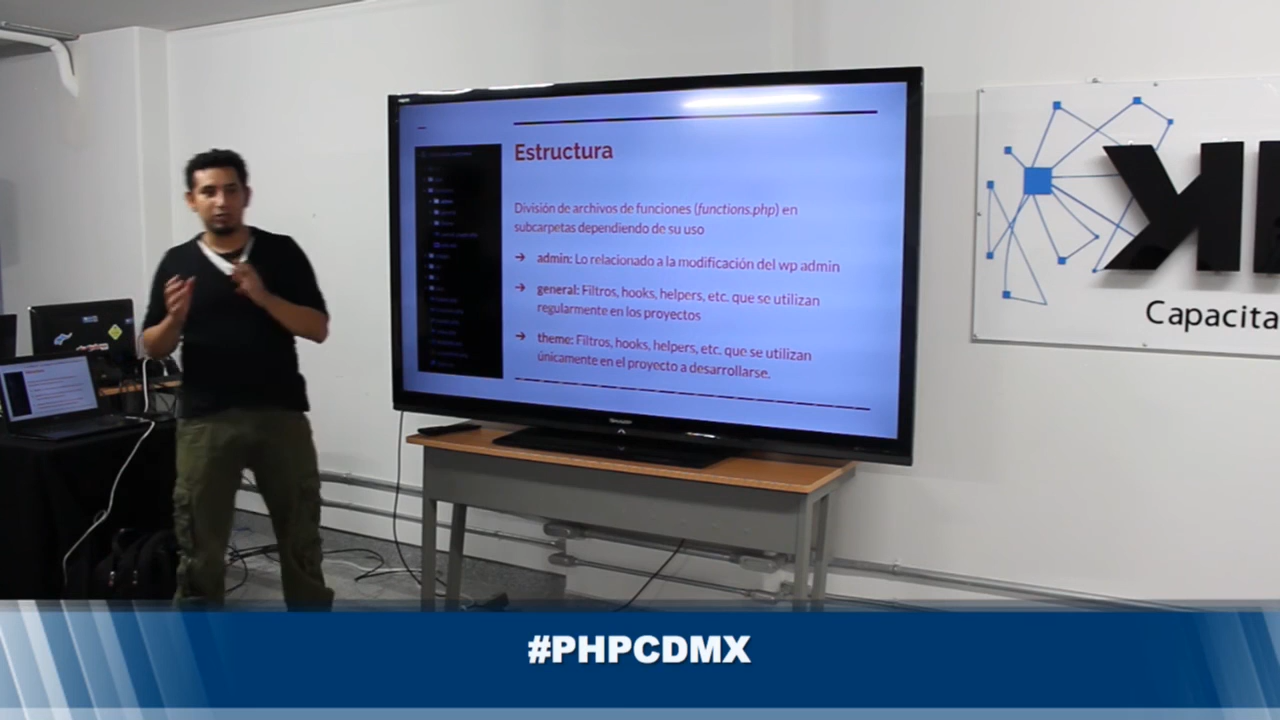 Estructura
División de archivos de funciones (functions.php) en
subcarpetas dependiendo de su uso
→ admin: Lo relacionado a la modificación del wp admin
→ general: Filtros, hooks, helpers, etc. que se utilizan
regularmente en los proyectos
→ theme: Filtros, hooks, helpers, etc. que se utilizan
únicamente en el proyecto a desarrollarse.
SHARP
Capacita
#PHPCDMX